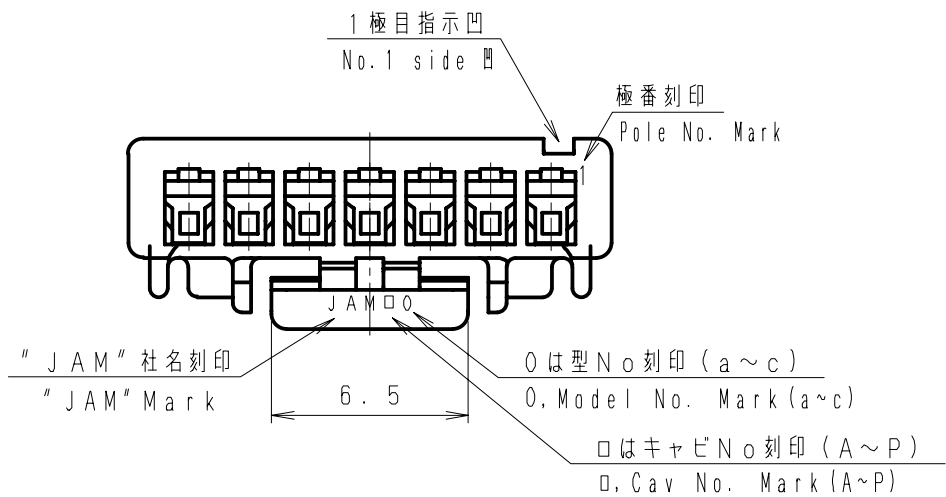 1極目指示凹
No.1 side 凹
極番刻印
Pole No. Mark
1
JAM□O
"JAM"社名刻印
"JAM"Mark
6.5
Oは型No刻印(a～c)
O,Model No. Mark(a~c)
□はキャビNo刻印(A～P)
□,Cav No. Mark(A~P)